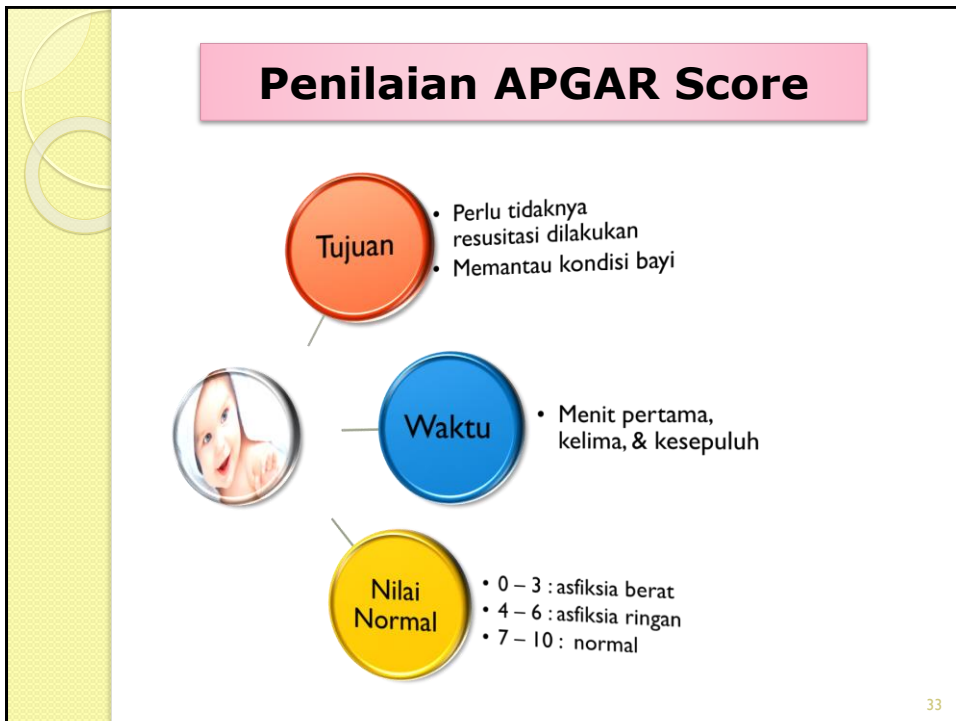 Penilaian APGAR Score
Tujuan
• Perlu tidaknya
resusitasi dilakukan
• Memantau kondisi bayi
Waktu
• Menit pertama,
kelima, & kesepuluh
Nilai
Normal
• 0 – 3 : asfiksia berat
• 4 – 6 : asfiksia ringan
• 7 – 10 : normal
33